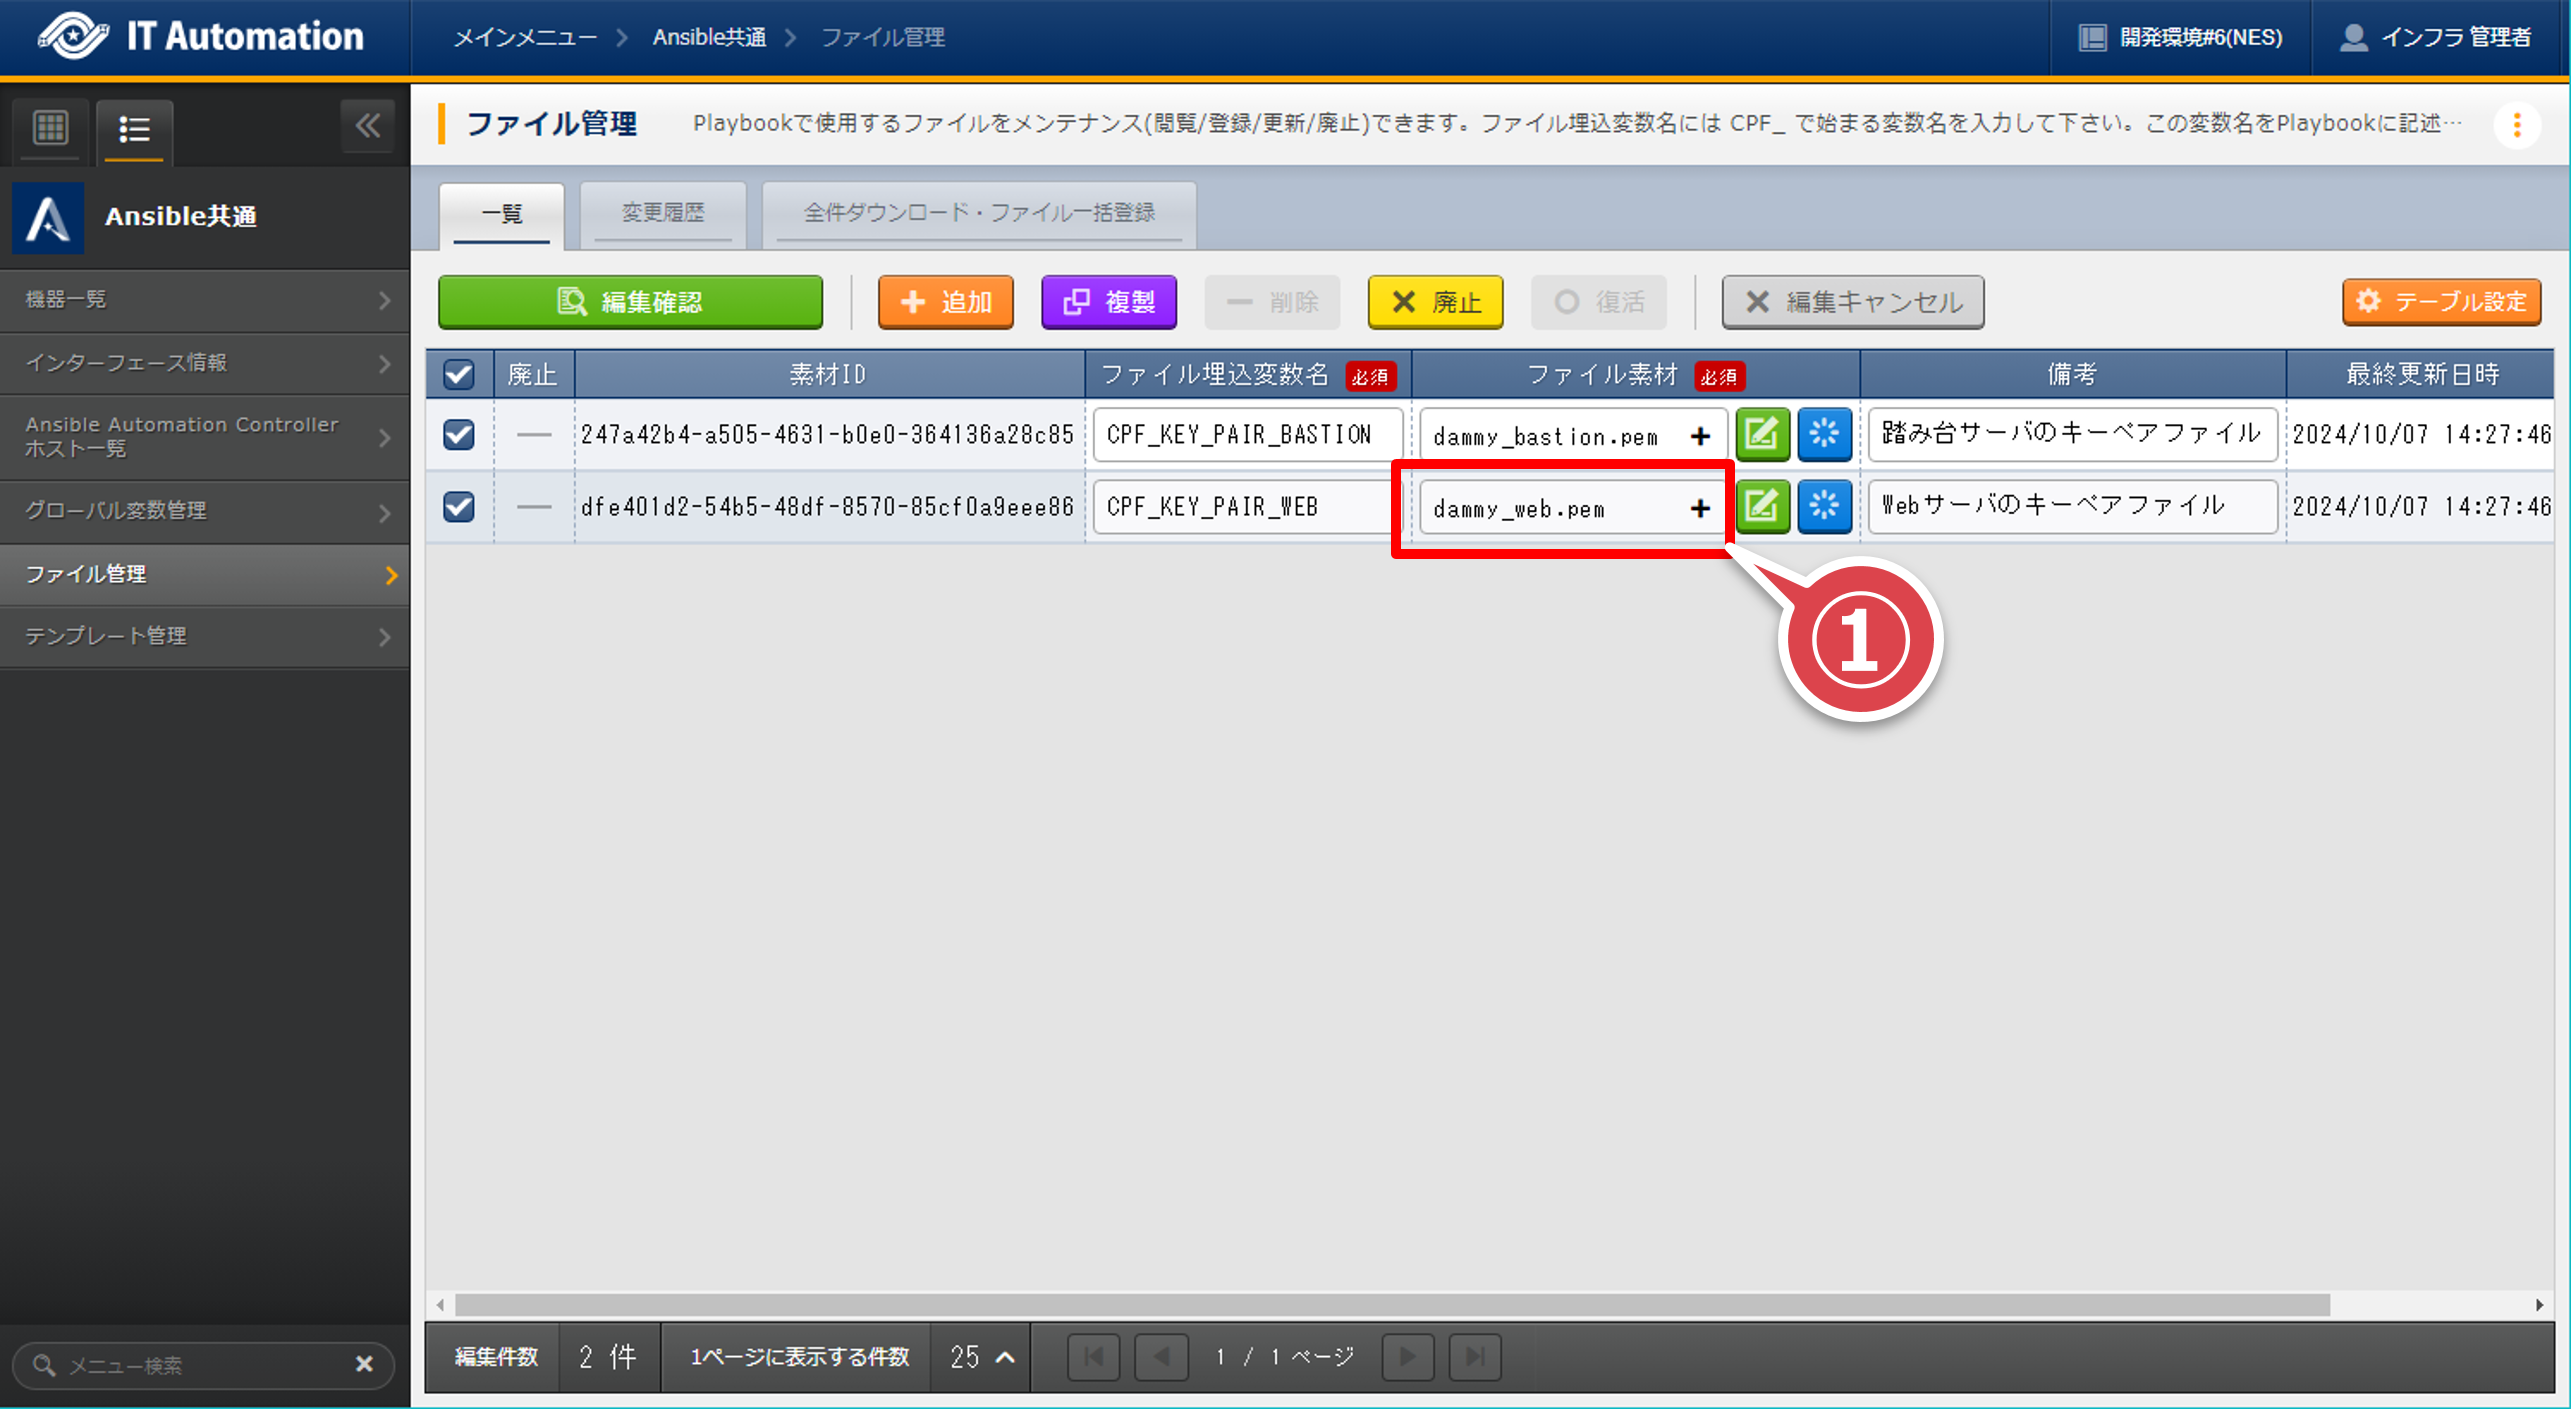 IT Automation
メインメニュー > Ansible共通 > ファイル管理
開発環境#6(NES)
インフラ 管理者
ファイル管理
Playbookで使用するファイルをメンテナンス(閲覧/登録/更新/廃止)できます。ファイル埋込変数名には CPF_ で始まる変数名を入力して下さい。この変数名をPlaybookに記述…
Ansible共通
機器一覧
インターフェース情報
Ansible Automation Controller
ホスト一覧
グローバル変数管理
ファイル管理
テンプレート管理
メニュー検索
一覧 変更履歴 全件ダウンロード・ファイル一括登録
編集確認 追加 複製 削除 廃止 復活 編集キャンセル テーブル設定
廃止 素材ID ファイル埋込変数名 必須 ファイル素材 必須 備考 最終更新日時
247a42b4-a505-4631-b0e0-364136a28c85 CPF_KEY_PAIR_BASTION dammy_bastion.pem 踏み台サーバのキーペアファイル 2024/10/07 14:27:46
dfe401d2-54b5-48df-8570-85cf0a9eee86 CPF_KEY_PAIR_WEB dammy_web.pem Webサーバのキーペアファイル 2024/10/07 14:27:46
①
編集件数 2 件 1ページに表示する件数 25 1 / 1 ページ